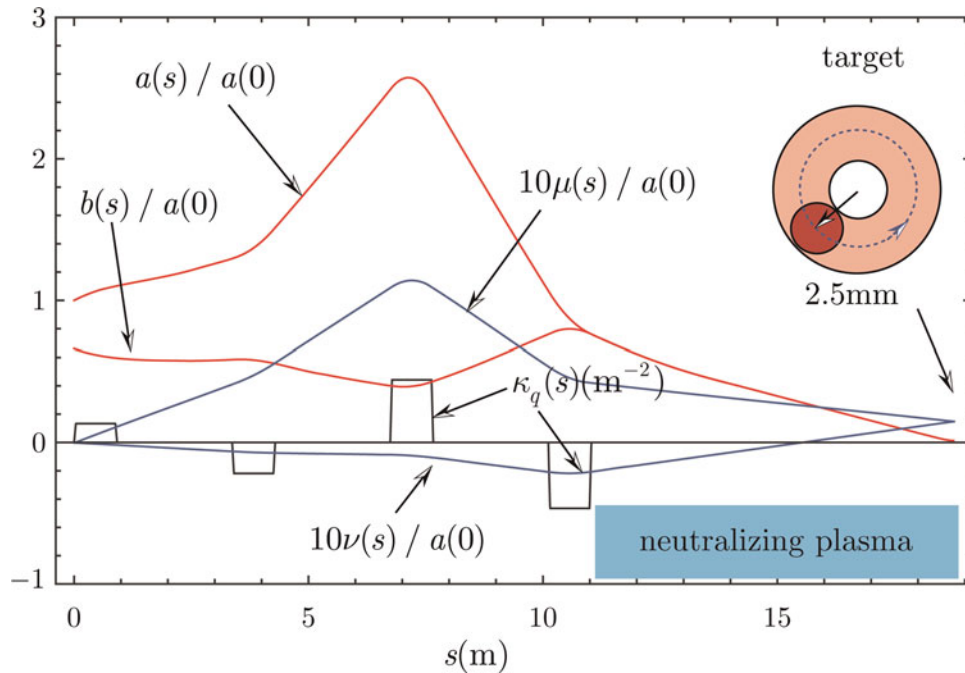 3
a(s) / a(0)
target
2
b(s) / a(0)
10μ(s) / a(0)
2.5mm
1
κ_q(s)(m⁻²)
0
10ν(s) / a(0)
neutralizing plasma
−1
0 5 10 15
s(m)